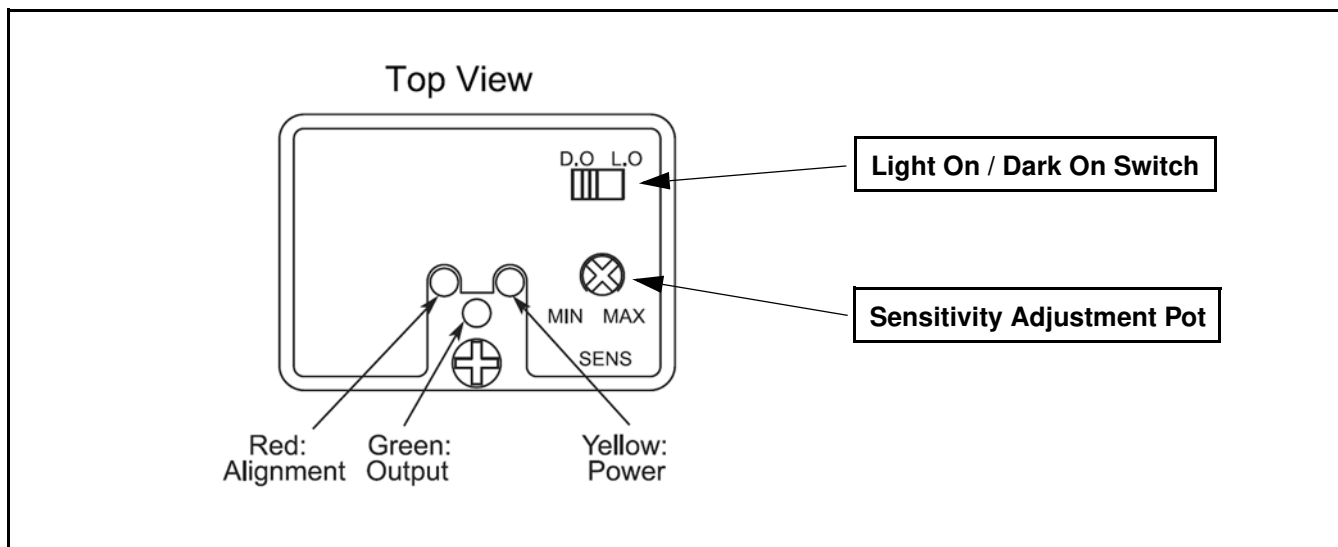 Top View
D.O L.O
Light On / Dark On Switch
MIN MAX
Sensitivity Adjustment Pot
SENS
Red:
Alignment
Green:
Output
Yellow:
Power